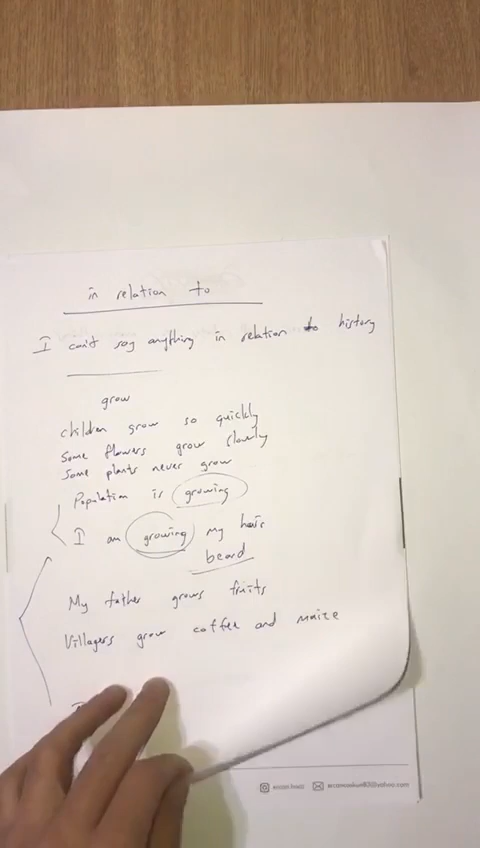 in relation to
I can't say anything in relation to history
grow
children grow so quickly
Some flowers grow clowly
Some plants never grow
Population is growing
I am growing my hair
beard
My father grows fruits
Villagers grow coffee and maize